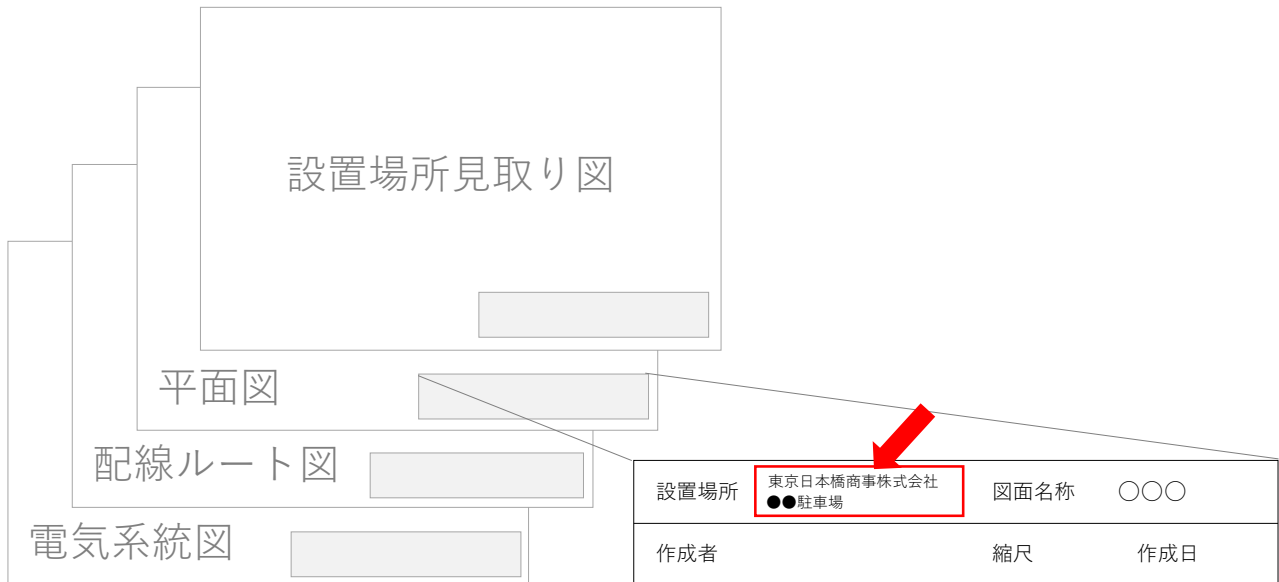 設置場所見取り図
平面図
配線ルート図
電気系統図
設置場所 東京日本橋商事株式会社 図面名称 ○○○
●●駐車場
作成者 縮尺 作成日